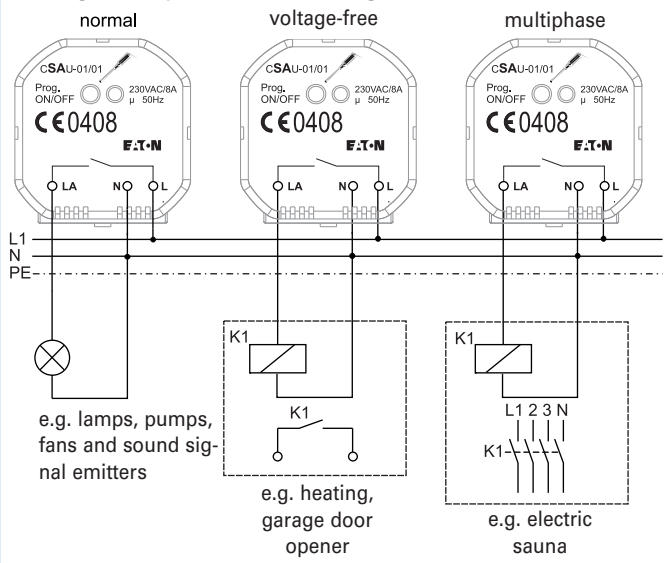 normal
CSAU-01/01
Prog.
ON/OFF
230VAC/8A
µ 50Hz
CE0408
EATON
LA
N
L
voltage-free
CSAU-01/01
Prog.
ON/OFF
230VAC/8A
µ 50Hz
CE0408
EATON
LA
N
L
multiphase
CSAU-01/01
Prog.
ON/OFF
230VAC/8A
µ 50Hz
CE0408
EATON
LA
N
L
L1
N
PE
e.g. lamps, pumps,
fans and sound sig-
nal emitters
K1
K1
e.g. heating,
garage door
opener
K1
L1 2 3 N
K1
e.g. electric
sauna